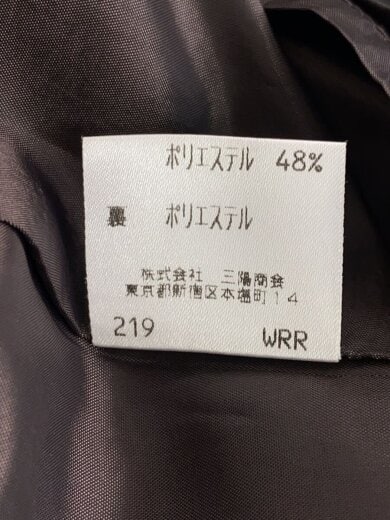 ポリエステル 48%
裏 ポリエステル
株式会社 三陽商会
東京都新宿区本塩町14
219 WRR